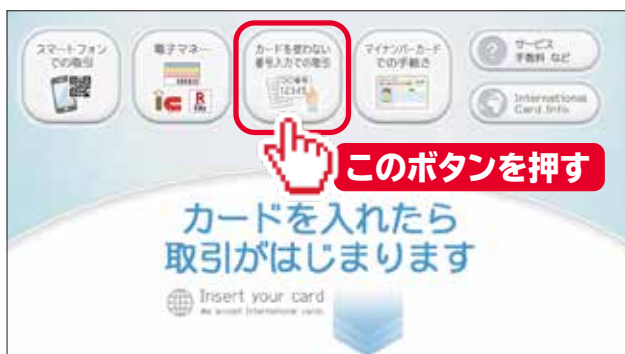 スマートフォン
での取引
電子マネー
カードを使わない
番号入力での取引
12345
マイナンバーカード
での手続き
?
サービス
手数料 など
International
Card Info.
このボタンを押す
カードを入れたら
取引がはじまります
Insert your card
We accept International cards.